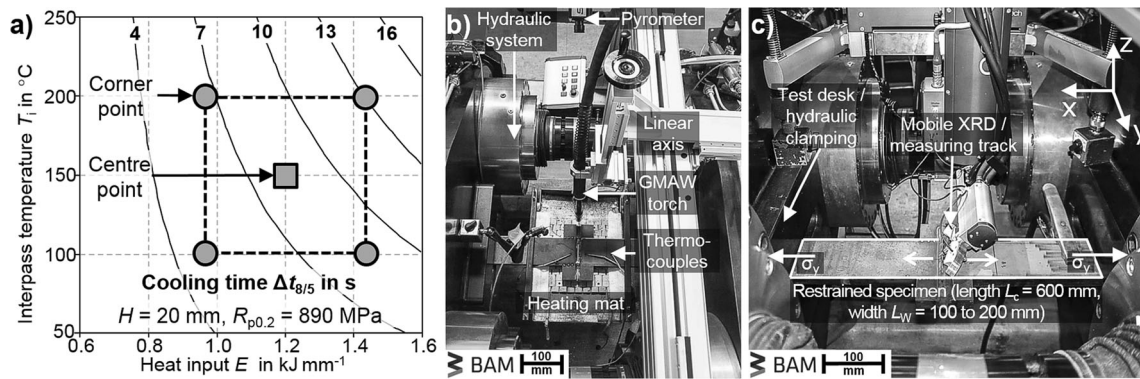 a)
250
200
150
100
50
Interpass temperature Ti in °C
4
7
10
13
16
Corner
point
Centre
point
Cooling time Δt8/5 in s
H = 20 mm, Rp0.2 = 890 MPa
0.6
0.8
1.0
1.2
1.4
1.6
Heat input E in kJ mm⁻¹
b)
Hydraulic
system
Pyrometer
Linear
axis
GMAW
torch
Thermo-
couples
Heating mat
BAM
100
mm
c)
Z
X
Test desk /
hydraulic
clamping
Mobile XRD /
measuring track
σy
σy
Restrained specimen (length Lc = 600 mm,
width LW = 100 to 200 mm)
BAM
100
mm